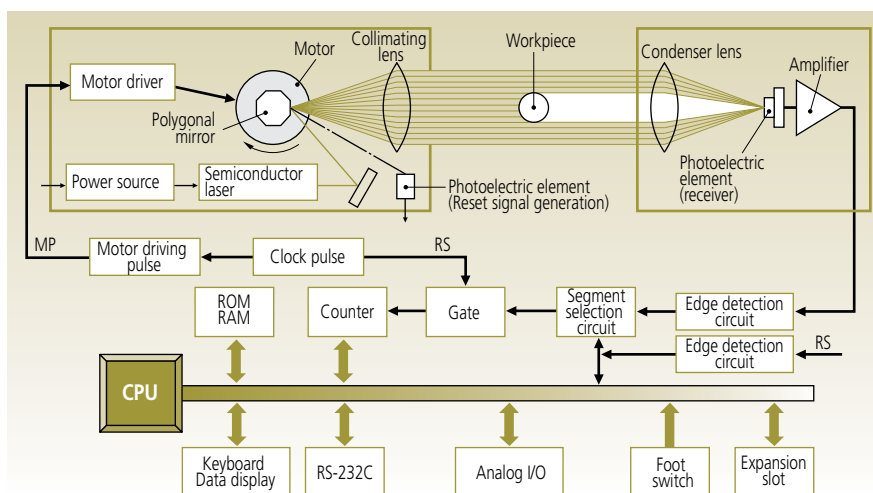 Motor
Collimating
lens
Workpiece
Condenser lens
Amplifier
Motor driver
Polygonal
mirror
Power source
Semiconductor
laser
Photoelectric element
(Reset signal generation)
Photoelectric
element
(receiver)
MP
Motor driving
pulse
Clock pulse
RS
ROM
RAM
Counter
Gate
Segment
selection
circuit
Edge detection
circuit
Edge detection
circuit
RS
CPU
Keyboard
Data display
RS-232C
Analog I/O
Foot
switch
Expansion
slot